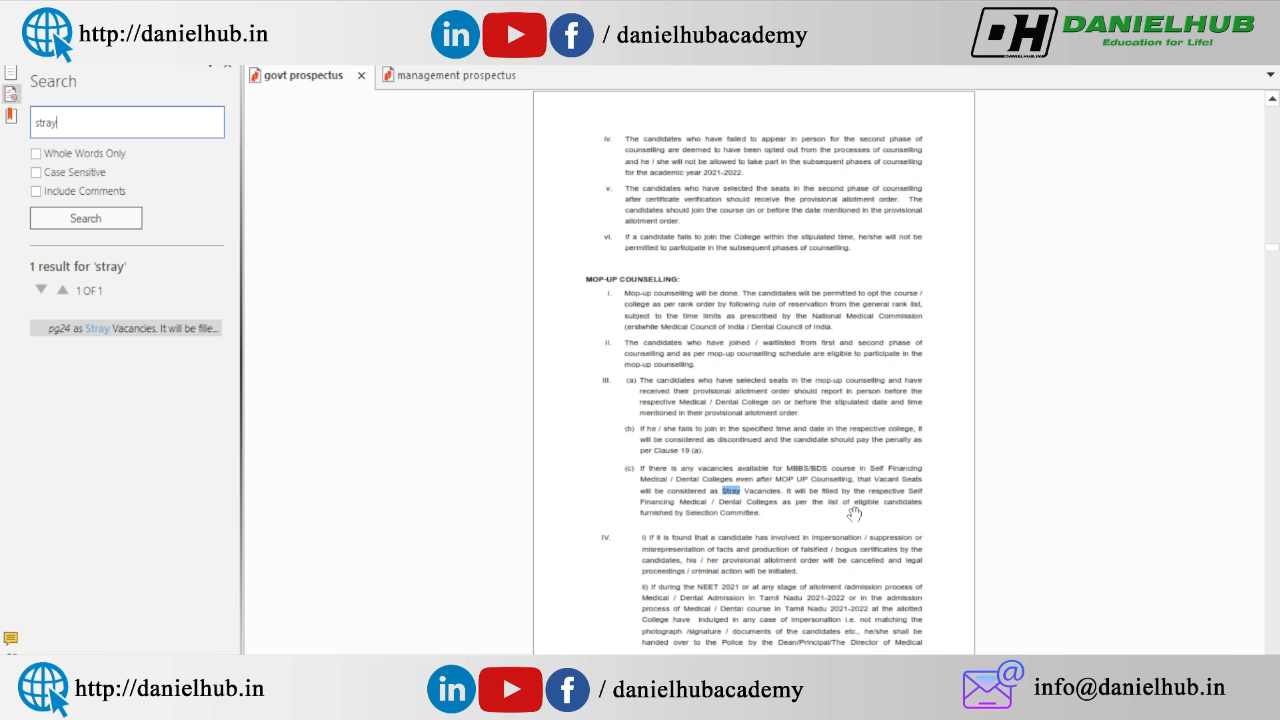 http://danielhub.in
in
f
/ danielhubacademy
DH
DANIELHUB.IN
DANIELHUB
Education for Life!
Search
stray
Whole Words Only
Case Sensitive
Include Comments
Search
1 result for 'stray'
1 OF 1
pg24 as Stray Vacancies. It will be fille...
govt prospectus
management prospectus
iv. The candidates who have failed to appear in person for the second phase of
counselling are deemed to have been opted out from the processes of counselling
and he / she will not be allowed to take part in the subsequent phases of counselling
for the academic year 2021-2022.
v. The candidates who have selected the seats in the second phase of counselling
after certificate verification should receive the provisional allotment order. The
candidates should join the course on or before the date mentioned in the provisional
allotment order.
vi. If a candidate fails to join the College within the stipulated time, he/she will not be
permitted to participate in the subsequent phases of counselling.
MOP-UP COUNSELLING:
I. Mop-up counselling will be done. The candidates will be permitted to opt the course /
college as per rank order by following rule of reservation from the general rank list,
subject to the time limits as prescribed by the National Medical Commission
(erstwhile Medical Council of India / Dental Council of India.
II. The candidates who have joined / waitlisted from first and second phase of
counselling and as per mop-up counselling schedule are eligible to participate in the
mop-up counselling.
III. (a) The candidates who have selected seats in the mop-up counselling and have
received their provisional allotment order should report in person before the
respective Medical / Dental College on or before the stipulated date and time
mentioned in their provisional allotment order.
(b) If he / she fails to join in the specified time and date in the respective college, it
will be considered as discontinued and the candidate should pay the penalty as
per Clause 19 (a).
(c) If there is any vacancies available for MBBS/BDS course in Self Financing
Medical / Dental Colleges even after MOP UP Counselling, that Vacant Seats
will be considered as Stray Vacancies. It will be filled by the respective Self
Financing Medical / Dental Colleges as per the list of eligible candidates
furnished by Selection Committee.
IV. i) If it is found that a candidate has involved in impersonation / suppression or
misrepresentation of facts and production of falsified / bogus certificates by the
candidates, his / her provisional allotment order will be cancelled and legal
proceedings / criminal action will be initiated.
ii) If during the NEET 2021 or at any stage of allotment /admission process of
Medical / Dental Admission in Tamil Nadu 2021-2022 or in the admission
process of Medical / Dental course in Tamil Nadu 2021-2022 at the allotted
College have indulged in any case of impersonation i.e. not matching the
photograph /signature / documents of the candidates etc., he/she shall be
handed over to the Police by the Dean/Principal/The Director of Medical
http://danielhub.in
in
f
/ danielhubacademy
@
info@danielhub.in